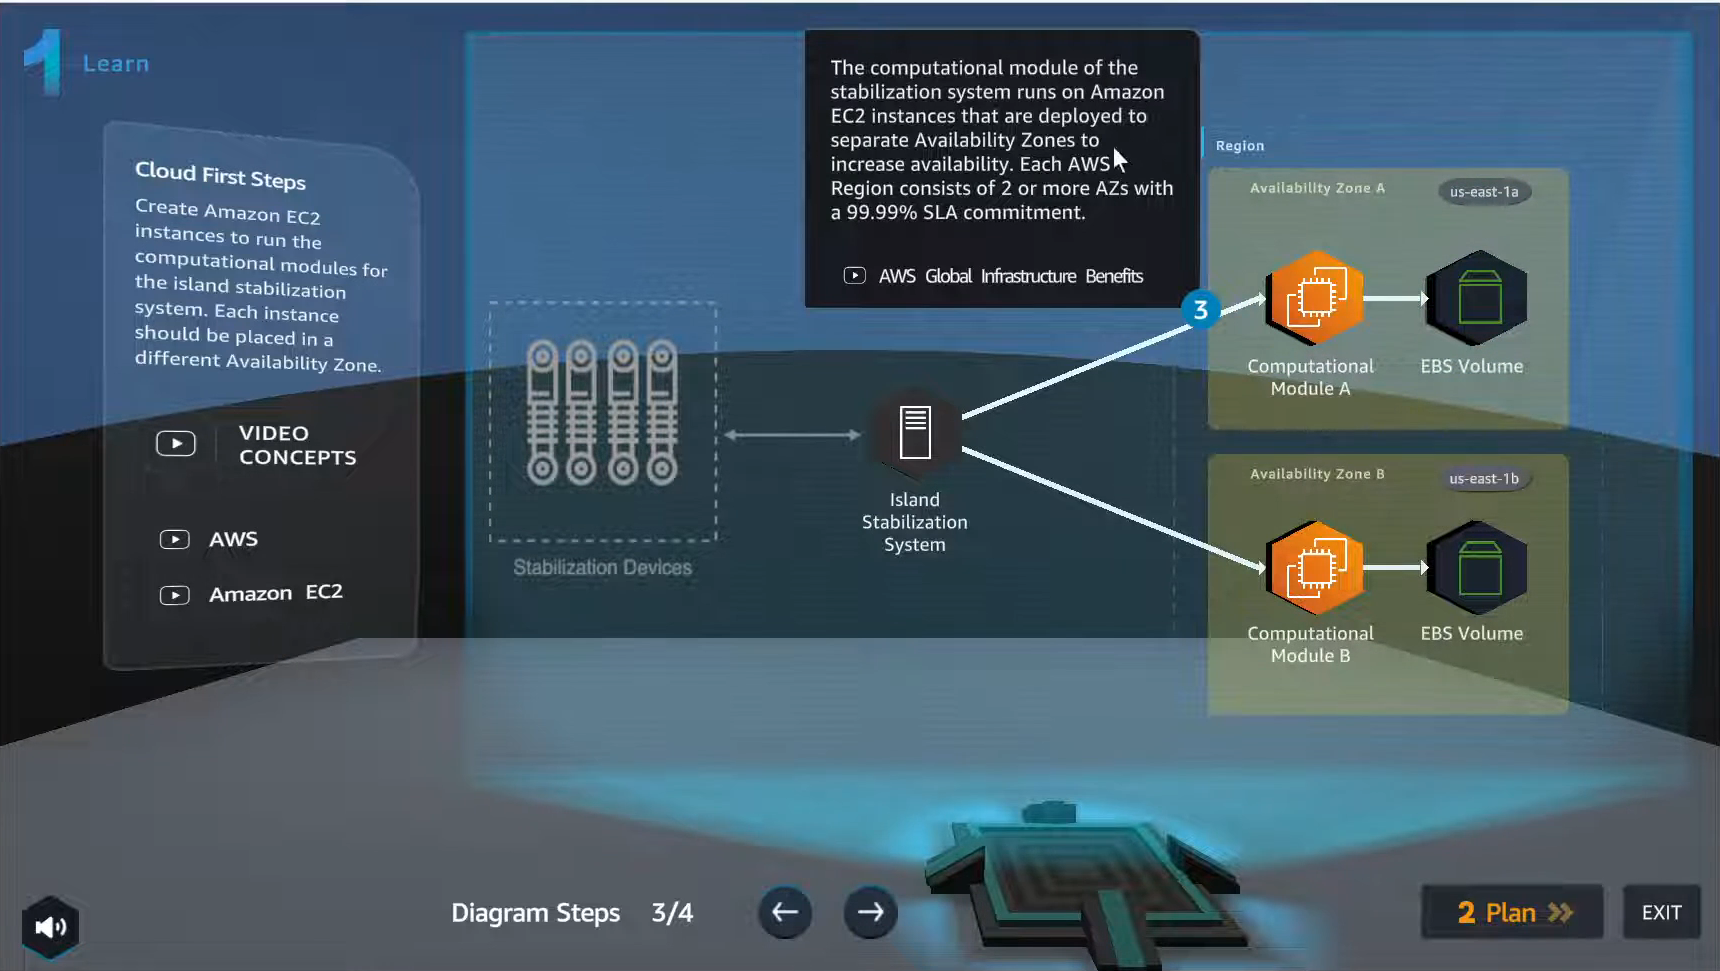 1 Learn
Cloud First Steps
Create Amazon EC2
instances to run the
computational modules for
the island stabilization
system. Each instance
should be placed in a
different Availability Zone.
VIDEO
CONCEPTS
AWS
Amazon EC2
The computational module of the
stabilization system runs on Amazon
EC2 instances that are deployed to
separate Availability Zones to
increase availability. Each AWS
Region consists of 2 or more AZs with
a 99.99% SLA commitment.
AWS Global Infrastructure Benefits
3
Stabilization Devices
Island
Stabilization
System
Region
Availability Zone A
us-east-1a
Computational
Module A
EBS Volume
Availability Zone B
us-east-1b
Computational
Module B
EBS Volume
Diagram Steps 3/4
2 Plan
EXIT